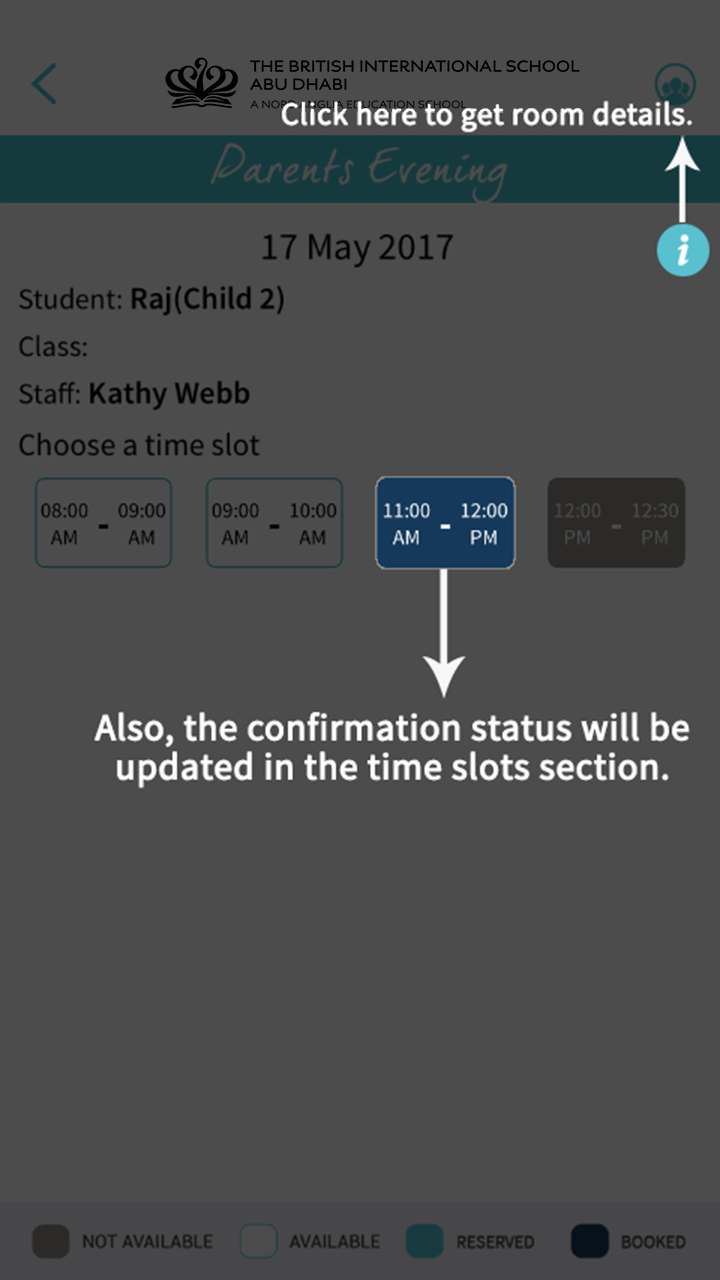 THE BRITISH INTERNATIONAL SCHOOL
ABU DHABI
A NORD ANGLIA EDUCATION SCHOOL
Click here to get room details.
Parents Evening
17 May 2017
i
Student: Raj(Child 2)
Class:
Staff: Kathy Webb
Choose a time slot
08:00 AM - 09:00 AM
09:00 AM - 10:00 AM
11:00 AM - 12:00 PM
12:00 PM - 12:30 PM
Also, the confirmation status will be
updated in the time slots section.
NOT AVAILABLE AVAILABLE RESERVED BOOKED